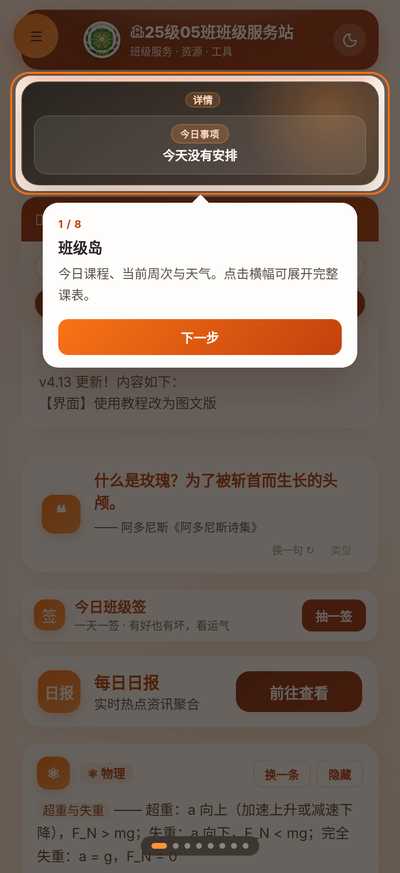 25级05班班级服务站
班级服务 · 资源 · 工具
详情
今日事项
今天没有安排
1 / 8
班级岛
今日课程、当前周次与天气。点击横幅可展开完整
课表。
下一步
v4.13 更新！内容如下：
【界面】使用教程改为图文版
❝
什么是玫瑰？为了被斩首而生长的头
颅。
—— 阿多尼斯《阿多尼斯诗集》
换一句 ↻
签
今日班级签
一天一签 · 有好也有坏，看运气
抽一签
日报
每日日报
实时热点资讯聚合
前往查看
⚛
⚛ 物理
换一条
隐藏
超重与失重 —— 超重：a 向上（加速上升或减速下
降），F_N > mg；失重：a 向下，F_N < mg；完全
失重：a = g，F_N = 0